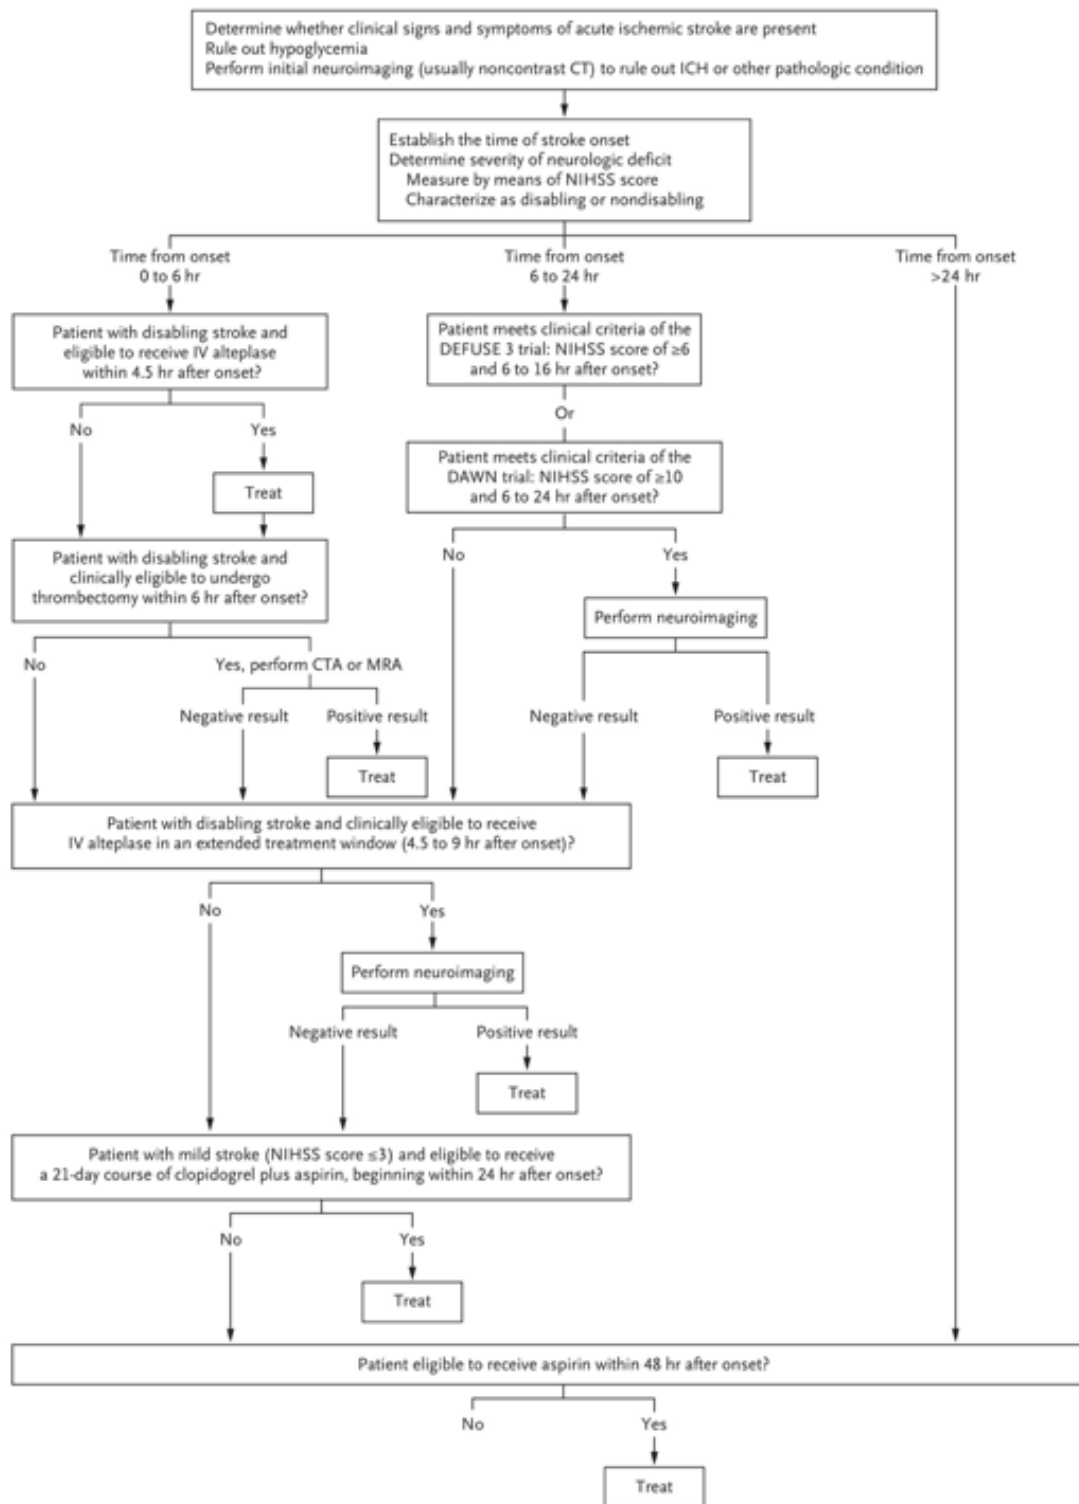 Determine whether clinical signs and symptoms of acute ischemic stroke are present
Rule out hypoglycemia
Perform initial neuroimaging (usually noncontrast CT) to rule out ICH or other pathologic condition
Establish the time of stroke onset
Determine severity of neurologic deficit
Measure by means of NIHSS score
Characterize as disabling or nondisabling
Time from onset
0 to 6 hr
Time from onset
6 to 24 hr
Time from onset
>24 hr
Patient with disabling stroke and
eligible to receive IV alteplase
within 4.5 hr after onset?
Patient meets clinical criteria of the
DEFUSE 3 trial: NIHSS score of ≥6
and 6 to 16 hr after onset?
No
Yes
Or
Treat
Patient meets clinical criteria of the
DAWN trial: NIHSS score of ≥10
and 6 to 24 hr after onset?
Patient with disabling stroke and
clinically eligible to undergo
thrombectomy within 6 hr after onset?
No
Yes
Perform neuroimaging
No
Yes, perform CTA or MRA
Negative result
Positive result
Negative result
Positive result
Treat
Treat
Patient with disabling stroke and clinically eligible to receive
IV alteplase in an extended treatment window (4.5 to 9 hr after onset)?
No
Yes
Perform neuroimaging
Negative result
Positive result
Treat
Patient with mild stroke (NIHSS score ≤3) and eligible to receive
a 21-day course of clopidogrel plus aspirin, beginning within 24 hr after onset?
No
Yes
Treat
Patient eligible to receive aspirin within 48 hr after onset?
No
Yes
Treat